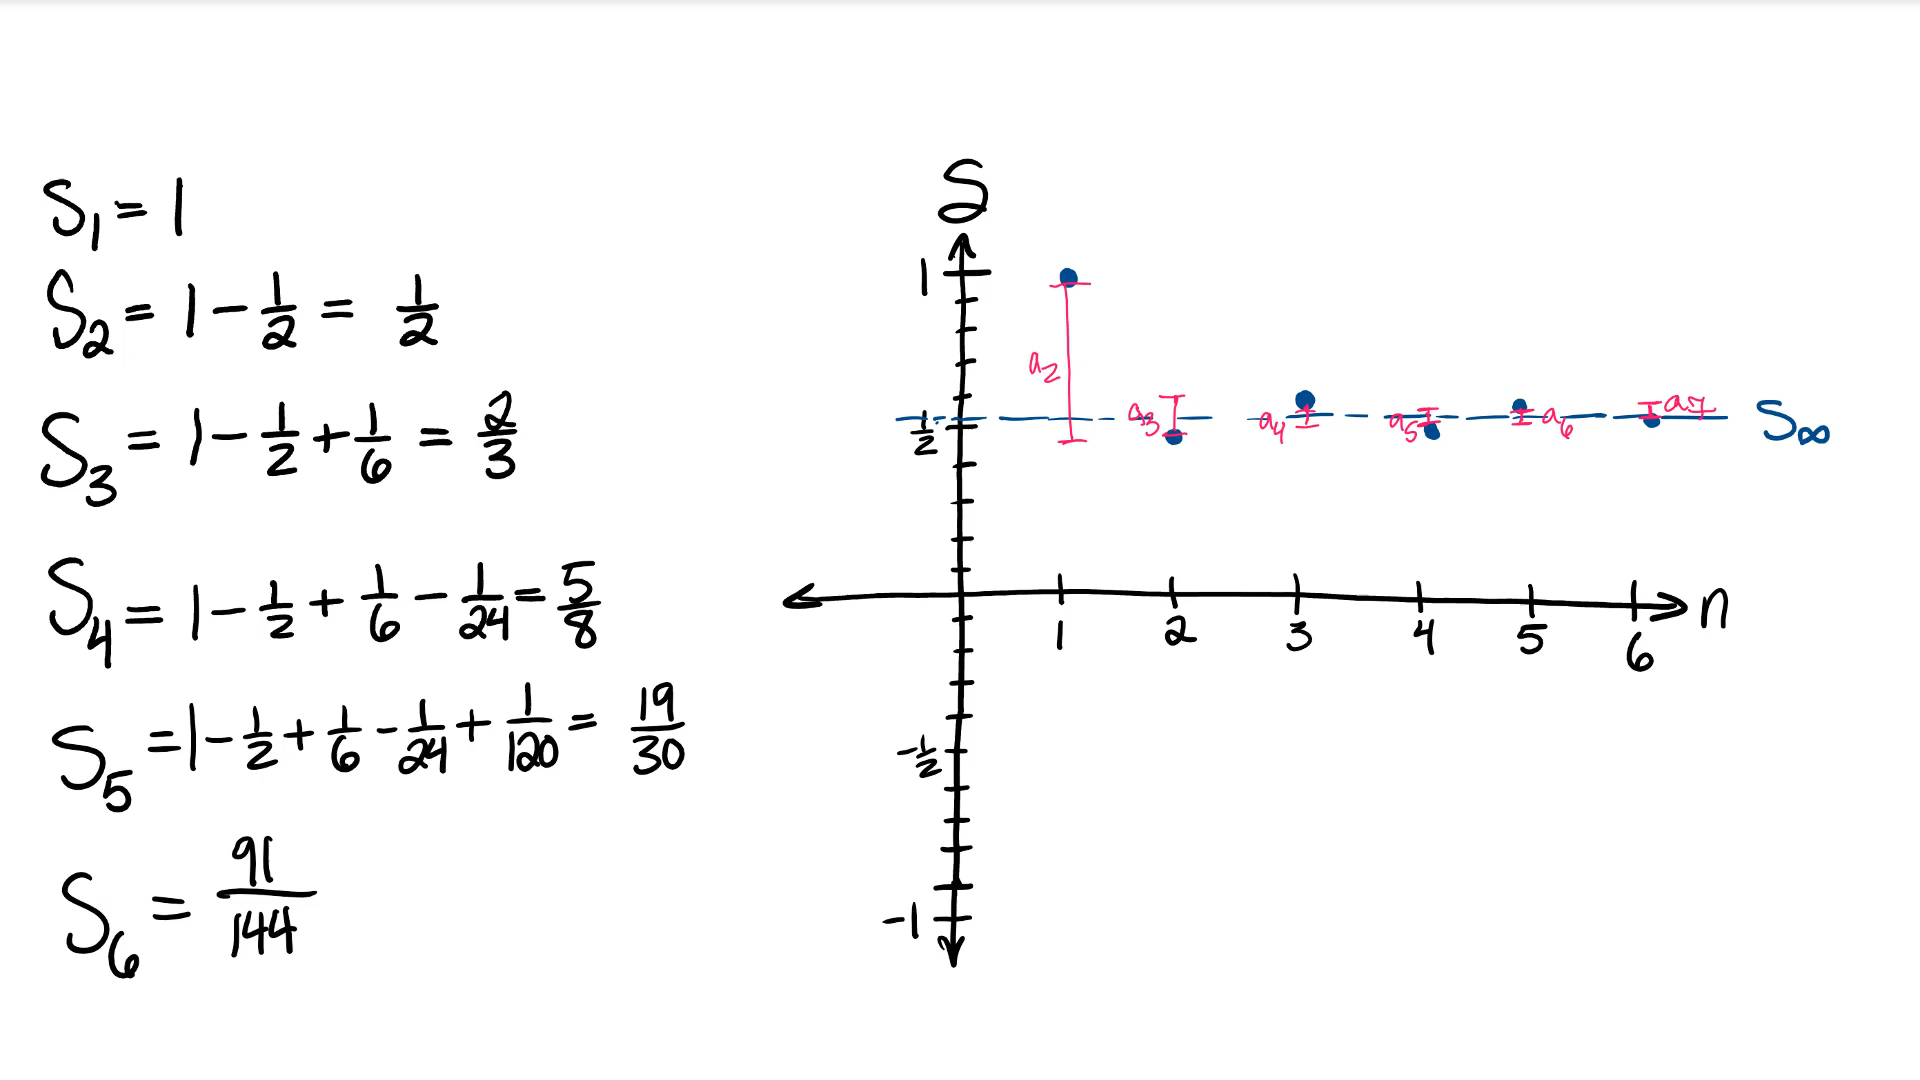 S₁ = 1
S₂ = 1 - 1/2 = 1/2
S₃ = 1 - 1/2 + 1/6 = 2/3
S₄ = 1 - 1/2 + 1/6 - 1/24 = 5/8
S₅ = 1 - 1/2 + 1/6 - 1/24 + 1/120 = 19/30
S₆ = 91/144
S
1
a₂
1/2
a₃
a₄
a₅
a₆
a₇
S∞
n
1
2
3
4
5
6
-1/2
-1